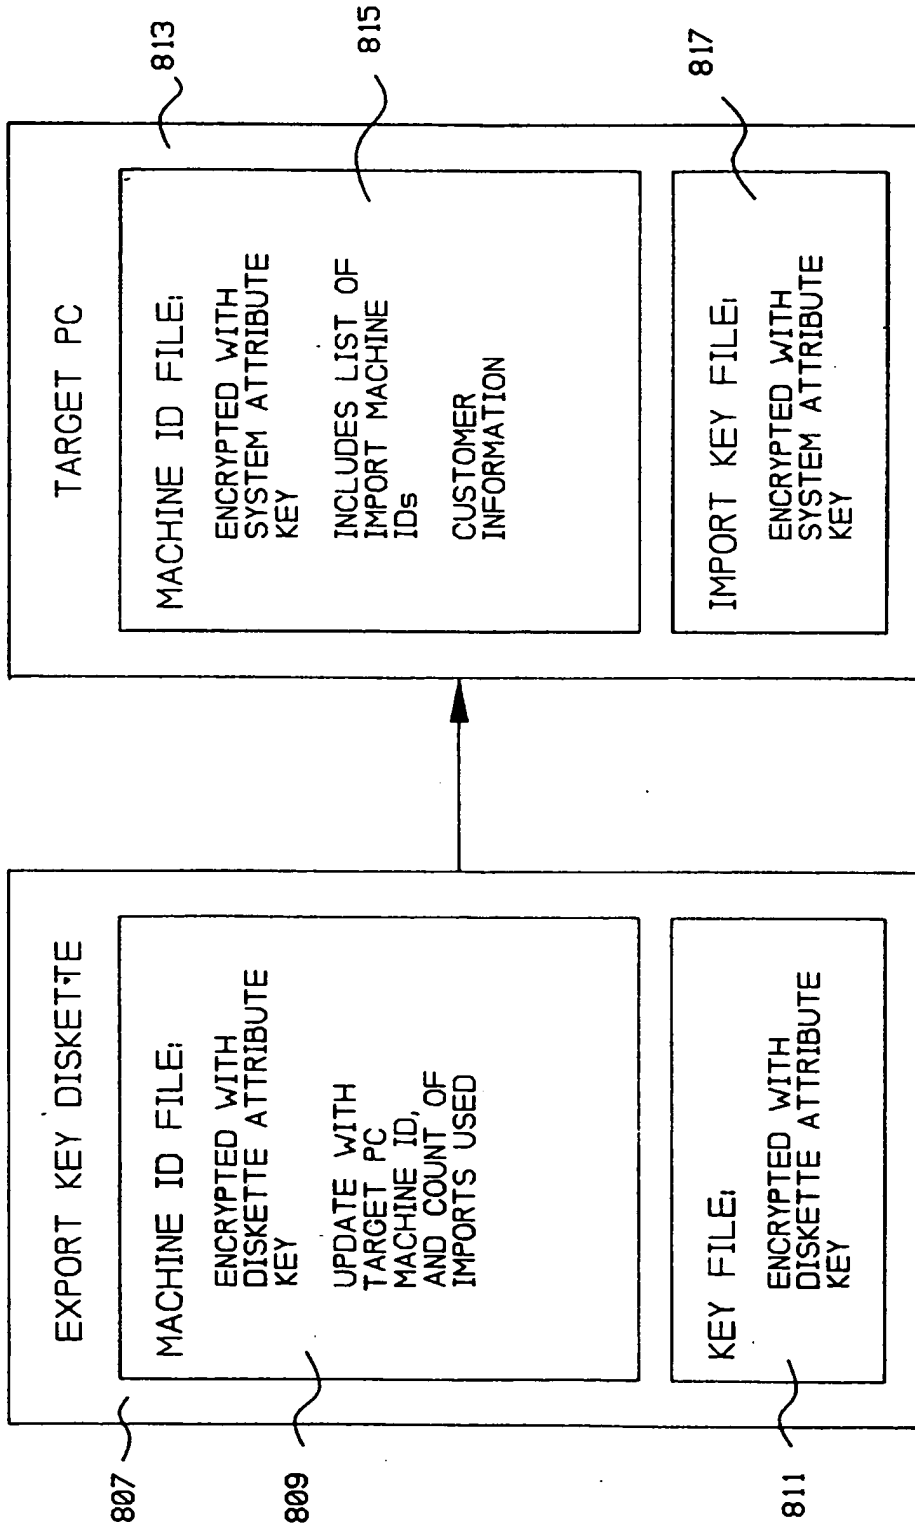 EXPORT KEY DISKETTE
807
MACHINE ID FILE:
ENCRYPTED WITH
DISKETTE ATTRIBUTE
KEY
UPDATE WITH
TARGET PC
MACHINE ID,
AND COUNT OF
IMPORTS USED
809
KEY FILE:
ENCRYPTED WITH
DISKETTE ATTRIBUTE
KEY
811
TARGET PC
813
MACHINE ID FILE:
ENCRYPTED WITH
SYSTEM ATTRIBUTE
KEY
INCLUDES LIST OF
IMPORT MACHINE
IDs
CUSTOMER
INFORMATION
815
IMPORT KEY FILE:
ENCRYPTED WITH
SYSTEM ATTRIBUTE
KEY
817